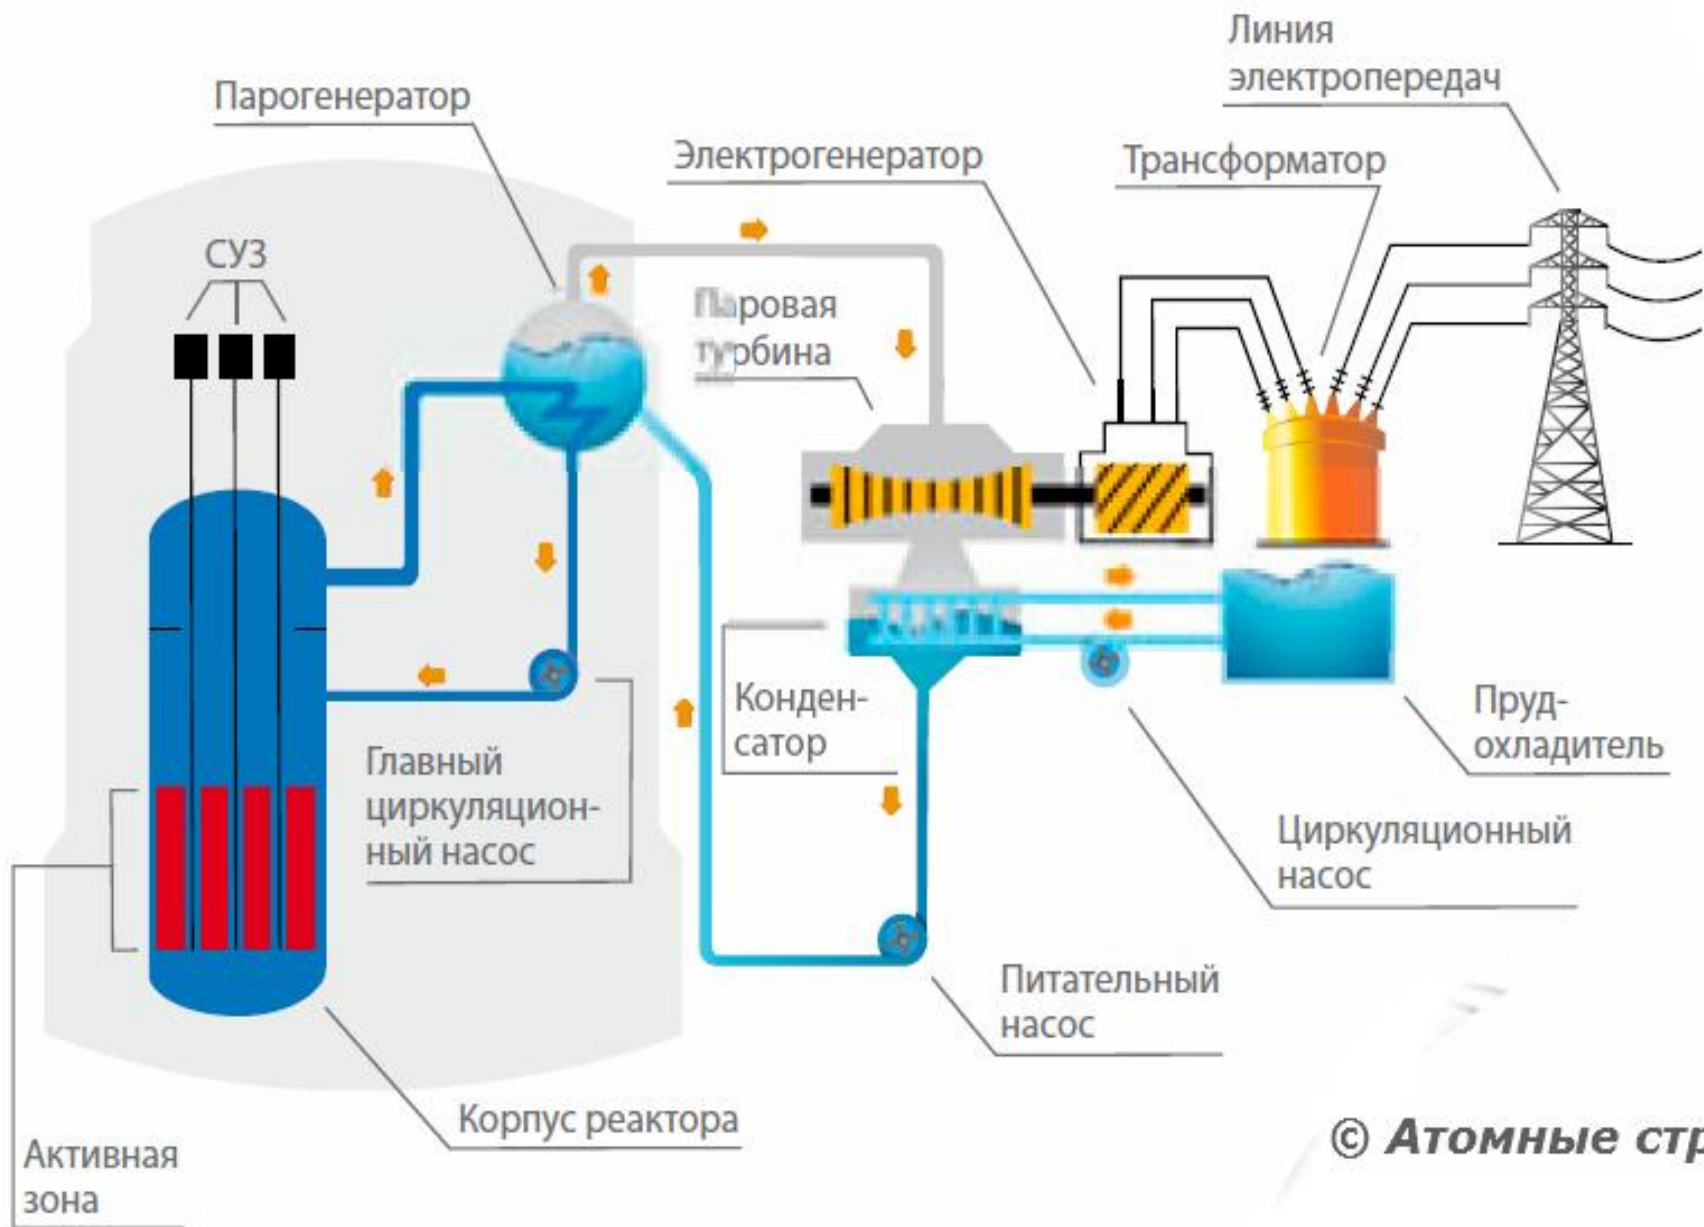 Линия
электропередач
Парогенератор
Электрогенератор
Трансформатор
СУЗ
Паровая
турбина
Конден-
сатор
Пруд-
охладитель
Главный
циркуляцион-
ный насос
Циркуляционный
насос
Питательный
насос
Корпус реактора
Активная
зона
© Атомные стр